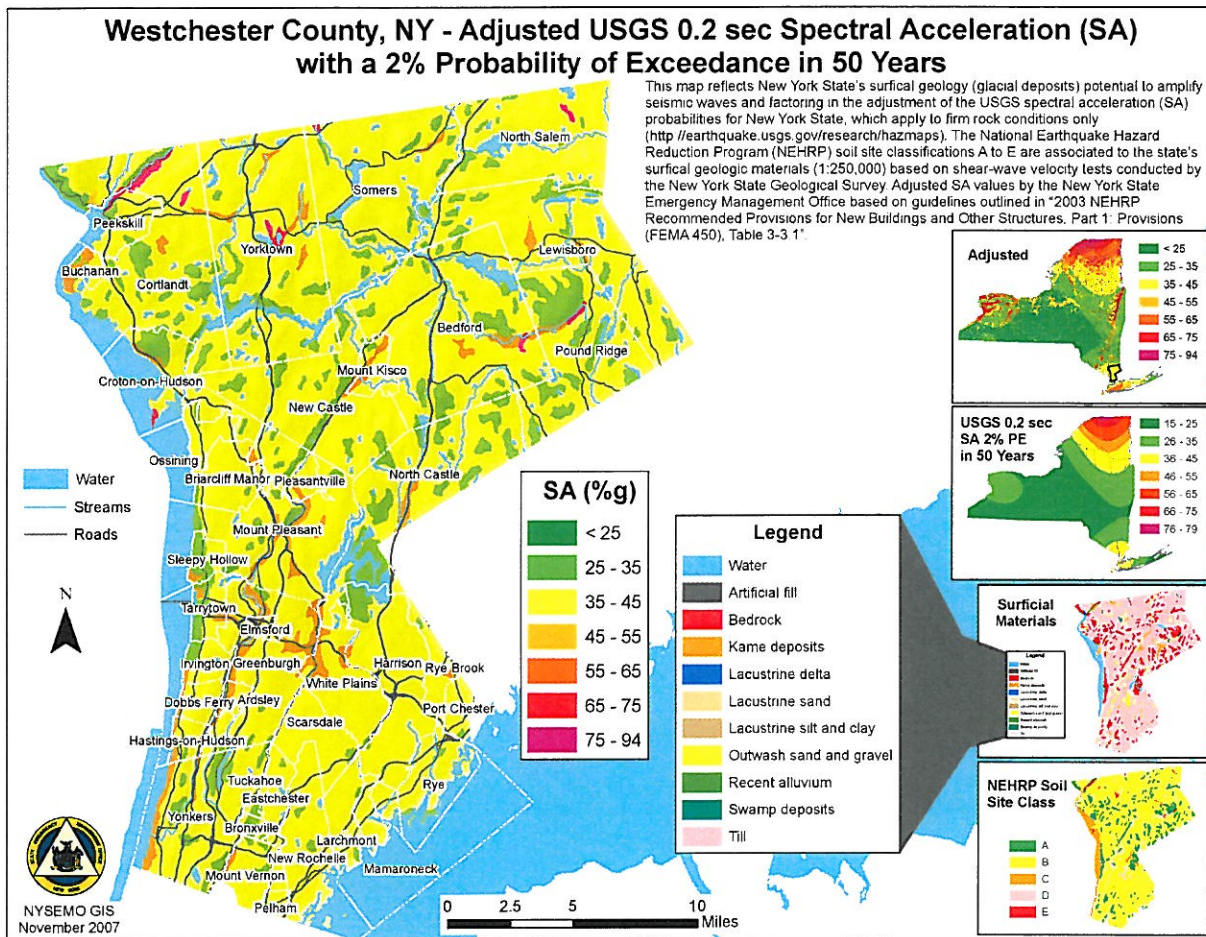 Westchester County, NY - Adjusted USGS 0.2 sec Spectral Acceleration (SA)
with a 2% Probability of Exceedance in 50 Years
This map reflects New York State's surfical geology (glacial deposits) potential to amplify
seismic waves and factoring in the adjustment of the USGS spectral acceleration (SA)
probabilities for New York State, which apply to firm rock conditions only
(http //earthquake.usgs.gov/research/hazmaps). The National Earthquake Hazard
Reduction Program (NEHRP) soil site classifications A to E are associated to the state's
surfical geologic materials (1:250,000) based on shear-wave velocity tests conducted by
the New York State Geological Survey. Adjusted SA values by the New York State
Emergency Management Office based on guidelines outlined in "2003 NEHRP
Recommended Provisions for New Buildings and Other Structures, Part 1: Provisions
(FEMA 450), Table 3-3 1".
North Salem
Somers
Peekskill
Yorktown
Lewisboro
Buchanan
Cortlandt
Bedford
Pound Ridge
Mount Kisco
Croton-on-Hudson
New Castle
Ossining
Briarcliff Manor
Pleasantville
North Castle
Mount Pleasant
Sleepy Hollow
Tarrytown
Elmsford
Irvington
Greenburgh
Harrison
Rye Brook
White Plains
Dobbs Ferry
Ardsley
Port Chester
Scarsdale
Hastings-on-Hudson
Tuckahoe
Rye
Eastchester
Yonkers
Bronxville
Larchmont
New Rochelle
Mamaroneck
Mount Vernon
Pelham
Water
Streams
Roads
N
NYSEMO GIS
November 2007
SA (%g)
< 25
25 - 35
35 - 45
45 - 55
55 - 65
65 - 75
75 - 94
Legend
Water
Artificial fill
Bedrock
Kame deposits
Lacustrine delta
Lacustrine sand
Lacustrine silt and clay
Outwash sand and gravel
Recent alluvium
Swamp deposits
Till
0 2.5 5 10
Miles
Adjusted
< 25
25 - 35
35 - 45
45 - 55
55 - 65
65 - 75
75 - 94
USGS 0.2 sec
SA 2% PE
in 50 Years
15 - 25
26 - 35
36 - 45
46 - 55
56 - 65
66 - 75
76 - 79
Surficial
Materials
Legend
NEHRP Soil
Site Class
A
B
C
D
E